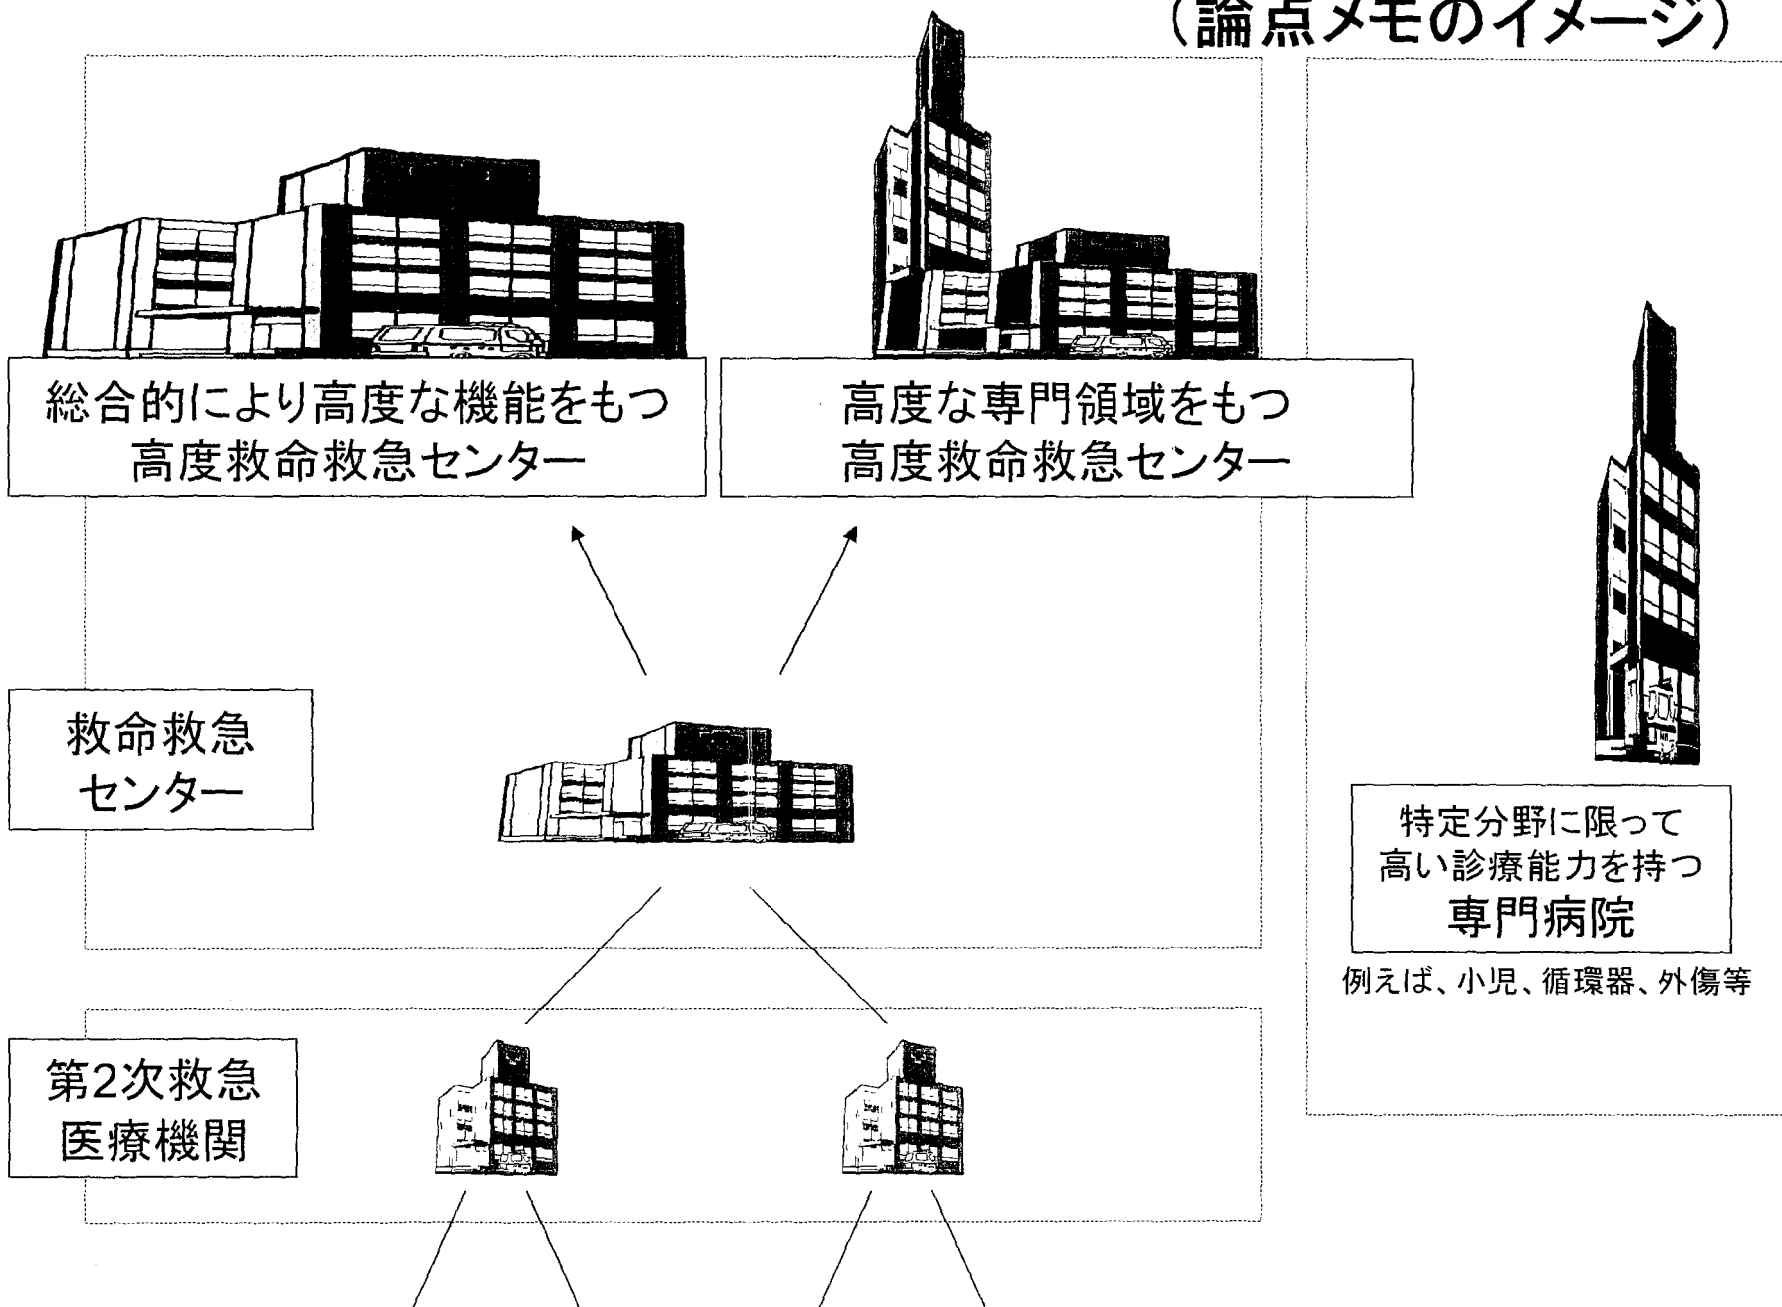 （論点メモのイメージ）
総合的により高度な機能をもつ
高度救命救急センター
高度な専門領域をもつ
高度救命救急センター
救命救急
センター
特定分野に限って
高い診療能力を持つ
専門病院
例えば、小児、循環器、外傷等
第2次救急
医療機関